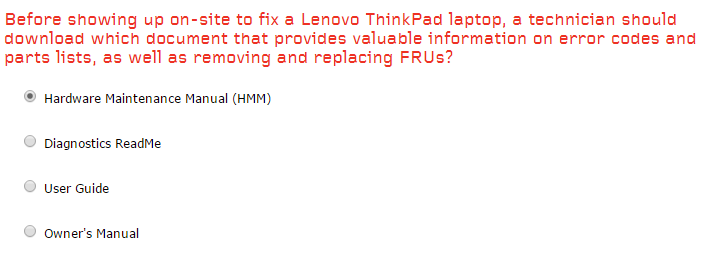 Before showing up on-site to fix a Lenovo ThinkPad laptop, a technician should
download which document that provides valuable information on error codes and
parts lists, as well as removing and replacing FRUs?
Hardware Maintenance Manual (HMM)
Diagnostics ReadMe
User Guide
Owner's Manual